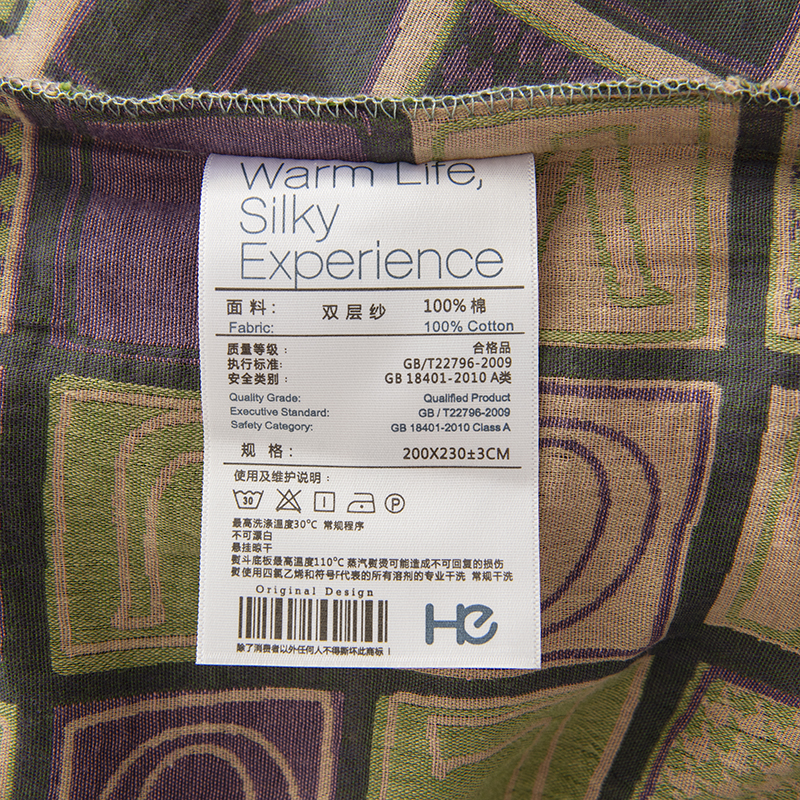 Warm Life,
Silky
Experience
面料： 双层纱 100%棉
Fabric: 100% Cotton
质量等级： 合格品
执行标准： GB/T22796-2009
安全类别： GB 18401-2010 A类
Quality Grade: Qualified Product
Executive Standard: GB / T22796-2009
Safety Category: GB 18401-2010 Class A
规格： 200X230±3CM
使用及维护说明：
30 P
最高洗涤温度30℃ 常规程序
不可漂白
悬挂晾干
熨斗底板最高温度110℃ 蒸汽熨烫可能造成不可回复的损伤
熨使用四氯乙烯和符号F代表的所有溶剂的专业干洗 常规干洗
Original Design
He
除了消费者以外任何人不得撕坏此商标！